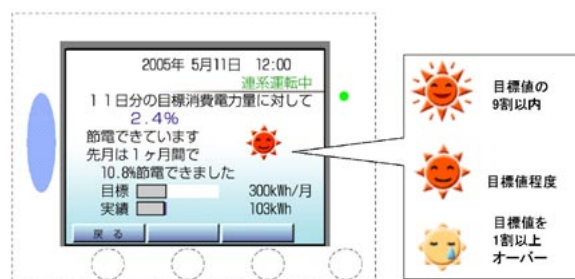 2005年 5月11日 12:00
連系運転中
11日分の目標消費電力量に対して
2.4%
節電できています
先月は1ヶ月間で
10.8%節電できました
目標 300kWh/月
実績 103kWh
戻る
目標値の
9割以内
目標値程度
目標値を
1割以上
オーバー